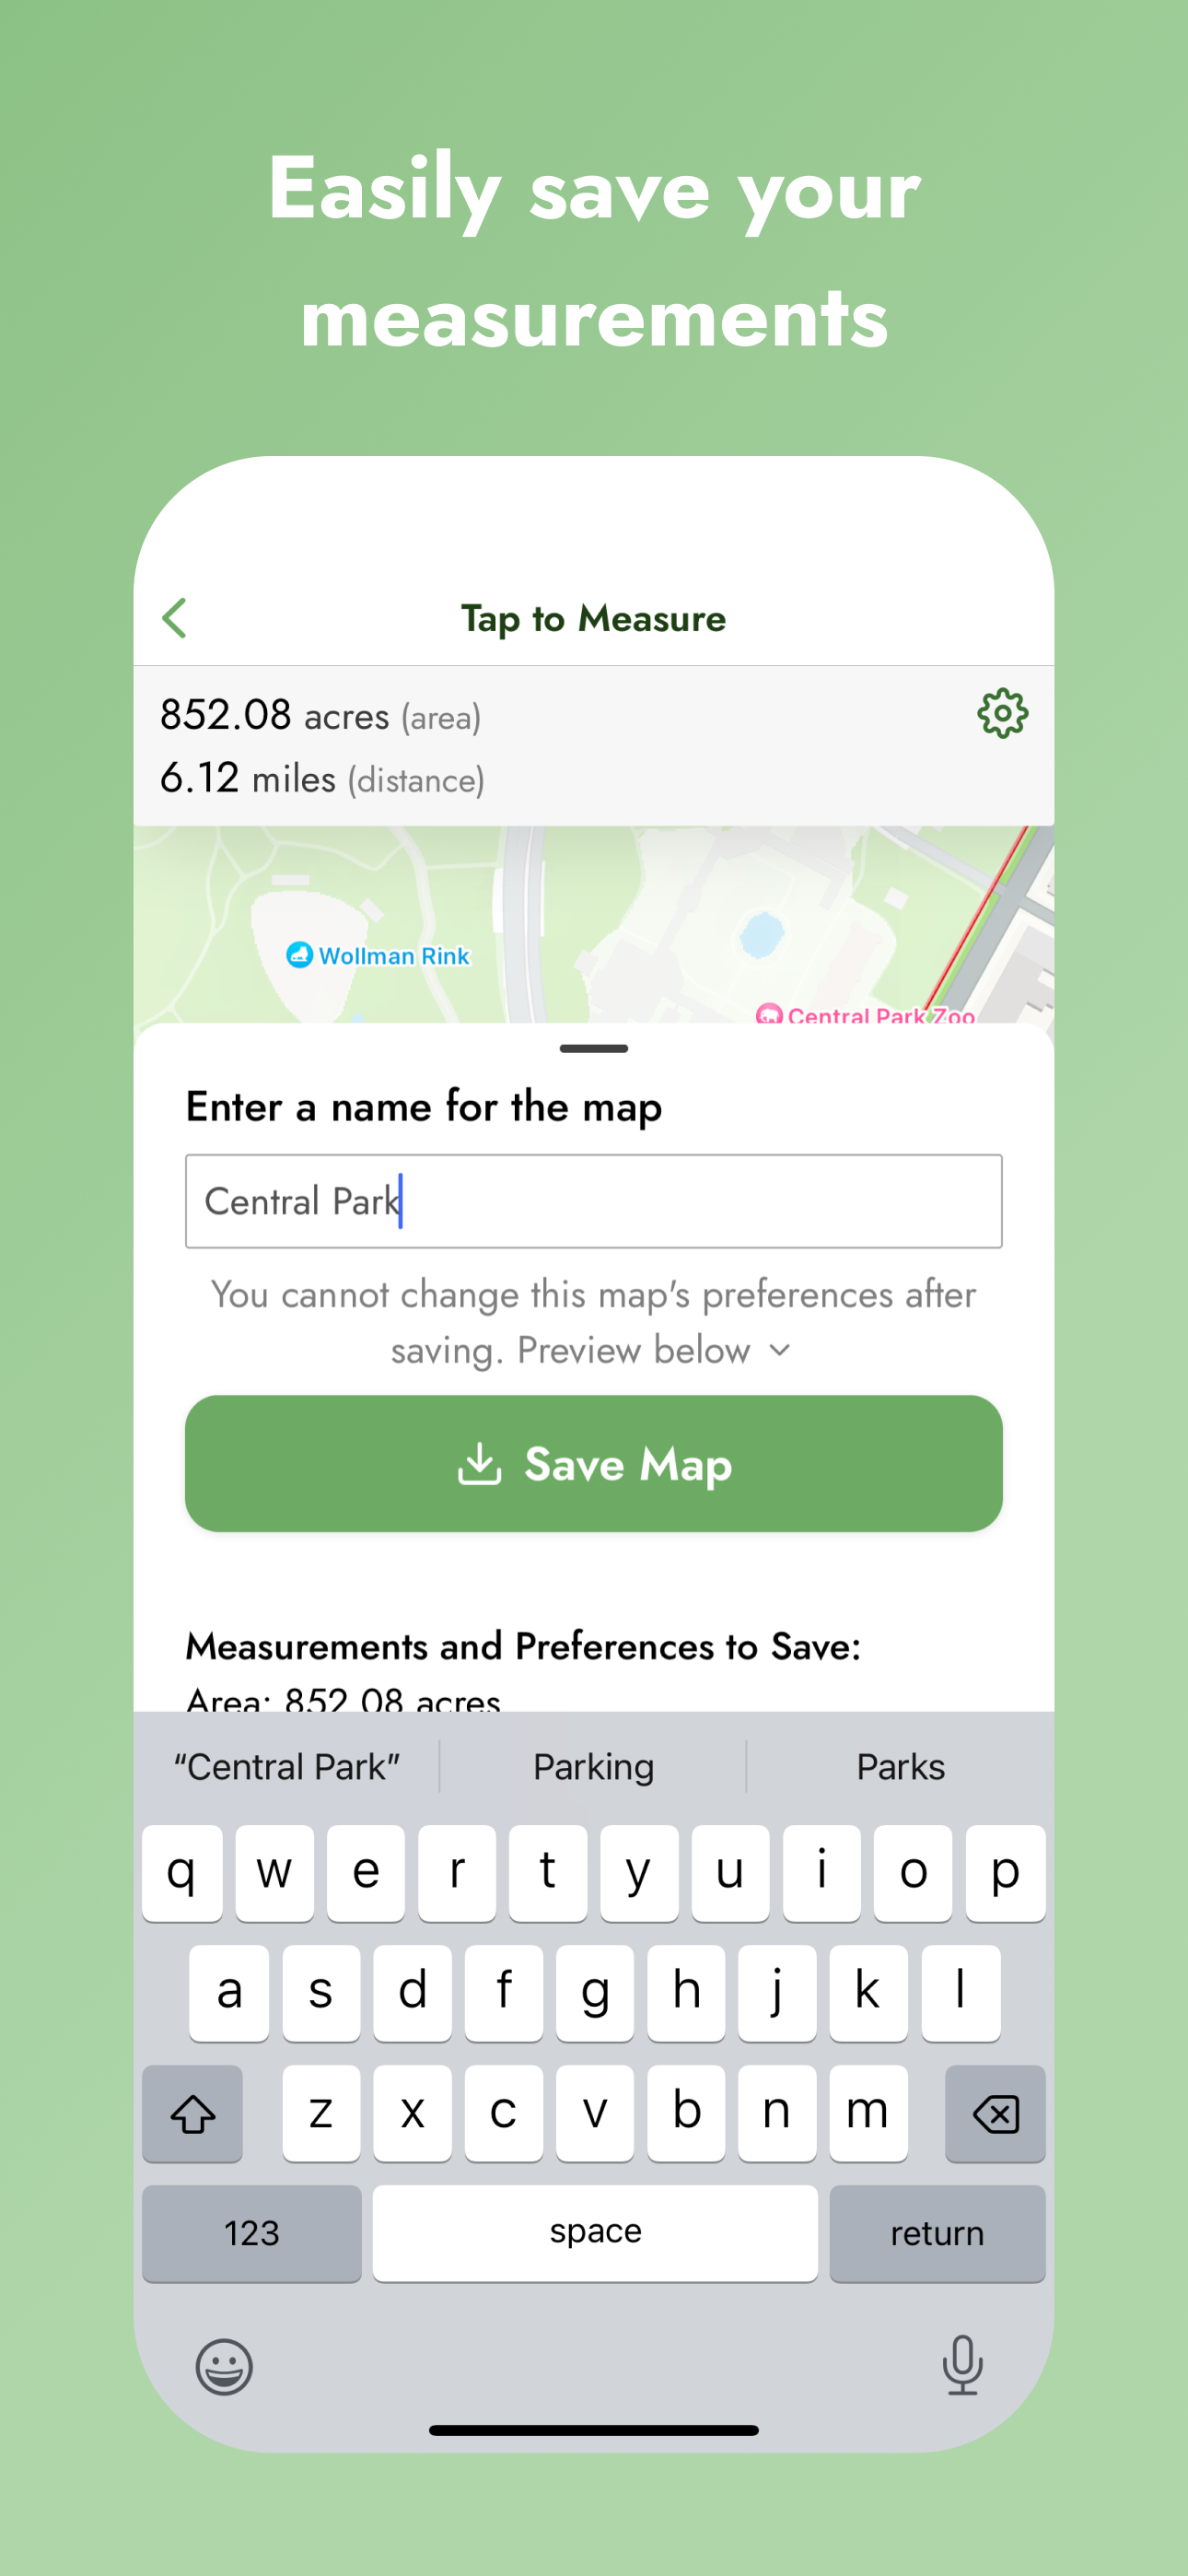 Easily save your
measurements
Tap to Measure
852.08 acres (area)
6.12 miles (distance)
Wollman Rink
Central Park Zoo
Enter a name for the map
Central Park
You cannot change this map's preferences after
saving. Preview below
Save Map
Measurements and Preferences to Save:
Area: 852.08 acres
“Central Park” Parking Parks
q w e r t y u i o p
a s d f g h j k l
z x c v b n m
123 space return